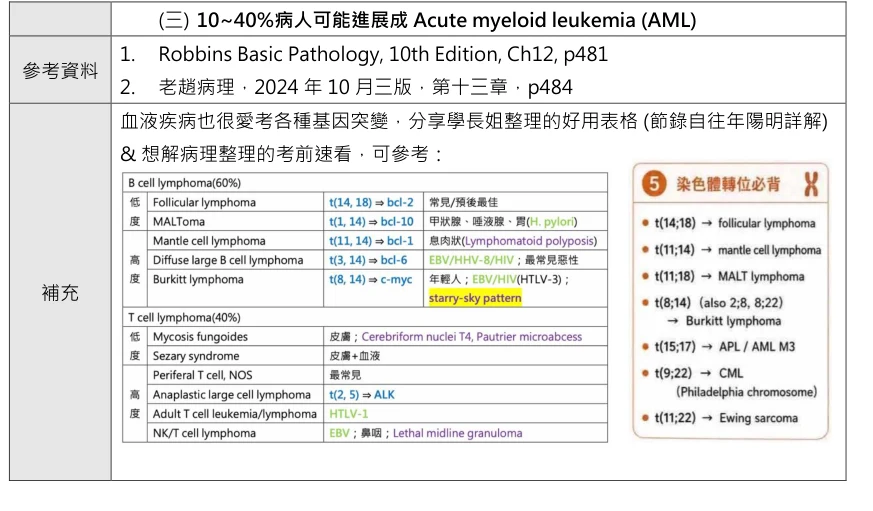 (三) 10~40%病人可能進展成 Acute myeloid leukemia (AML)
參考資料
1. Robbins Basic Pathology, 10th Edition, Ch12, p481
2. 老趙病理，2024 年 10 月三版，第十三章，p484
補充
血液疾病也很愛考各種基因突變，分享學長姐整理的好用表格 (節錄自往年陽明詳解)
& 想解病理整理的考前速看，可參考：
B cell lymphoma(60%)
低 Follicular lymphoma t(14, 18) ⇒ bcl-2 常見/預後最佳
度 MALToma t(1, 14) ⇒ bcl-10 甲狀腺、唾液腺、胃(H. pylori)
Mantle cell lymphoma t(11, 14) ⇒ bcl-1 息肉狀(Lymphomatoid polyposis)
高 Diffuse large B cell lymphoma t(3, 14) ⇒ bcl-6 EBV/HHV-8/HIV；最常見惡性
度 Burkitt lymphoma t(8, 14) ⇒ c-myc 年輕人；EBV/HIV(HTLV-3)；
starry-sky pattern
T cell lymphoma(40%)
低 Mycosis fungoides 皮膚；Cerebriform nuclei T4, Pautrier microabcess
度 Sezary syndrome 皮膚+血液
Periferal T cell, NOS 最常見
高 Anaplastic large cell lymphoma t(2, 5) ⇒ ALK
度 Adult T cell leukemia/lymphoma HTLV-1
NK/T cell lymphoma EBV；鼻咽；Lethal midline granuloma
5 染色體轉位必背
• t(14;18) → follicular lymphoma
• t(11;14) → mantle cell lymphoma
• t(11;18) → MALT lymphoma
• t(8;14) (also 2;8, 8;22)
→ Burkitt lymphoma
• t(15;17) → APL / AML M3
• t(9;22) → CML
(Philadelphia chromosome)
• t(11;22) → Ewing sarcoma